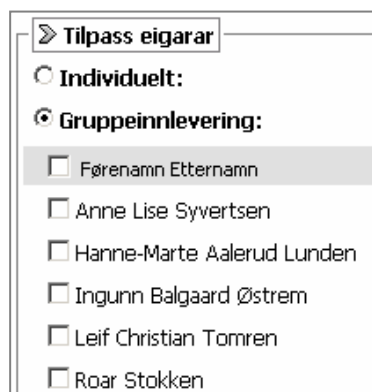 Tilpass eigarar
Individuelt:
Gruppeinnlevering:
Førenamn Etternamn
Anne Lise Syvertsen
Hanne-Marte Aalerud Lunden
Ingunn Balgaard Østrem
Leif Christian Tomren
Roar Stokken